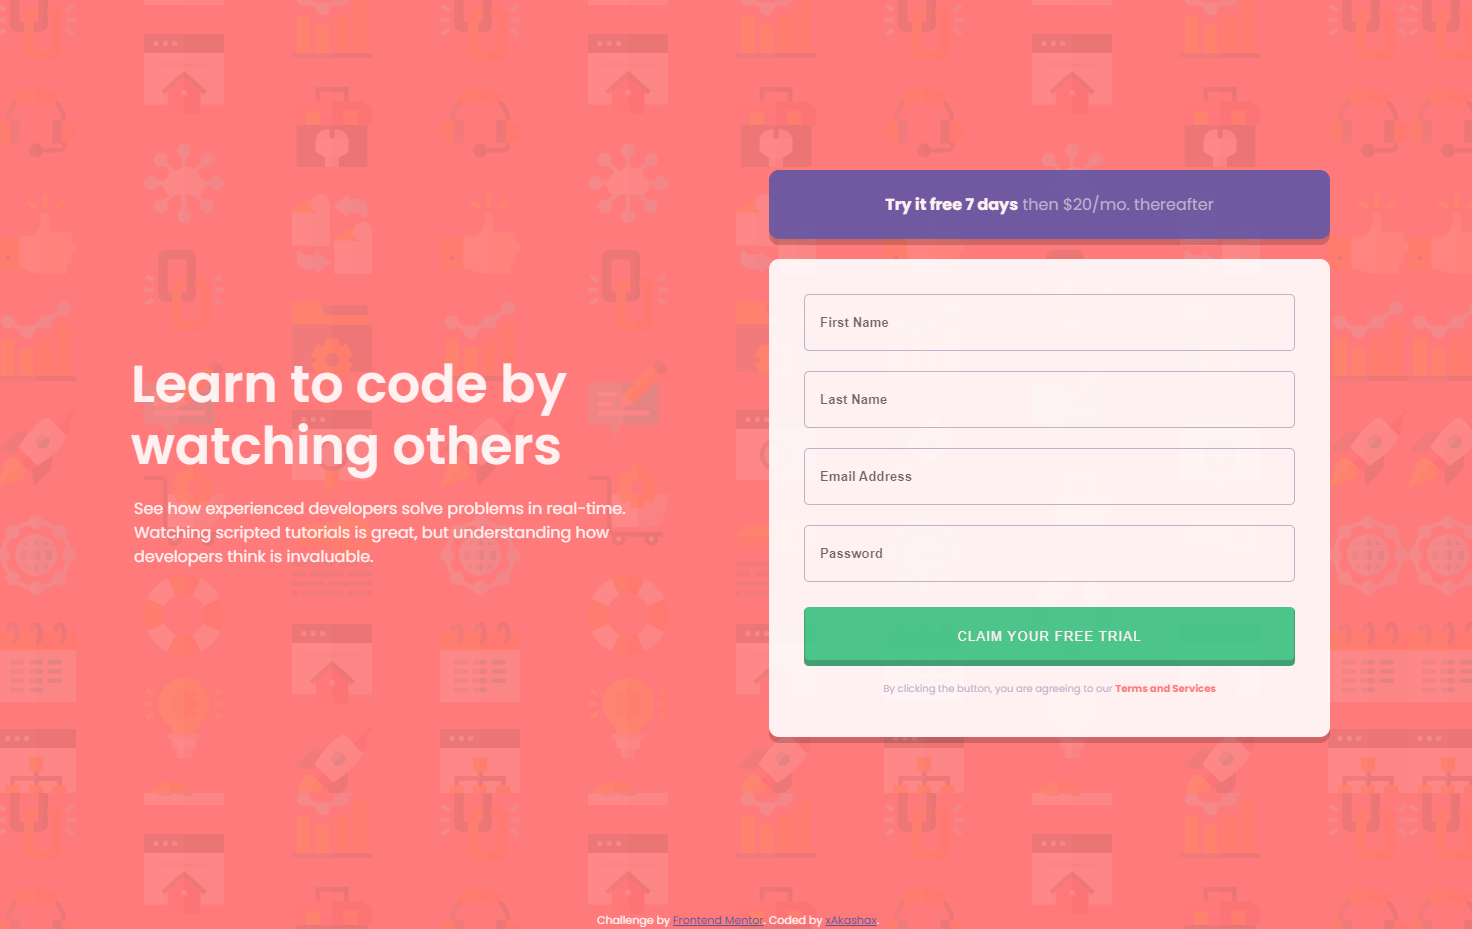 Learn to code by
watching others
See how experienced developers solve problems in real-time.
Watching scripted tutorials is great, but understanding how
developers think is invaluable.
Try it free 7 days then $20/mo. thereafter
First Name
Last Name
Email Address
Password
CLAIM YOUR FREE TRIAL
By clicking the button, you are agreeing to our Terms and Services
Challenge by Frontend Mentor. Coded by xAkashax.